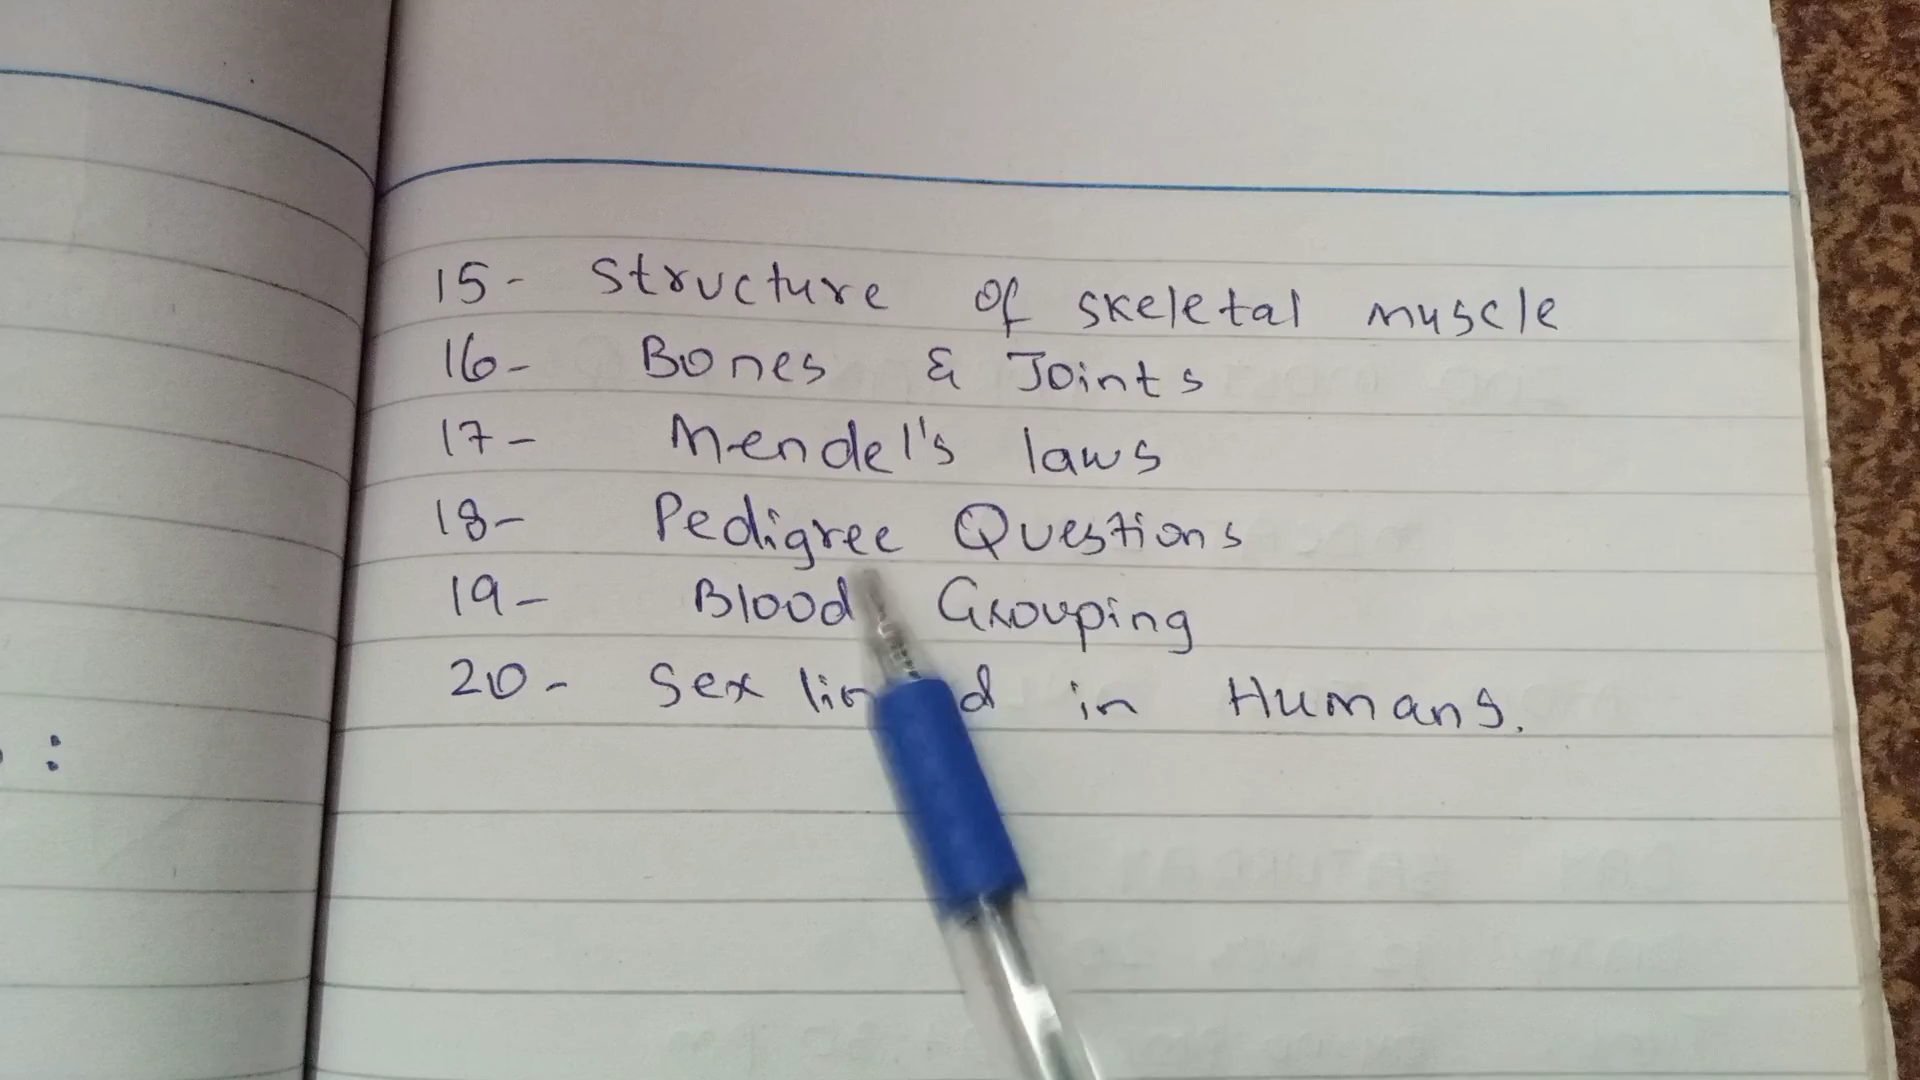 15- Structure of skeletal muscle
16- Bones & Joints
17- Mendel's laws
18- Pedigree Questions
19- Blood Grouping
20- Sex in Humans.
: